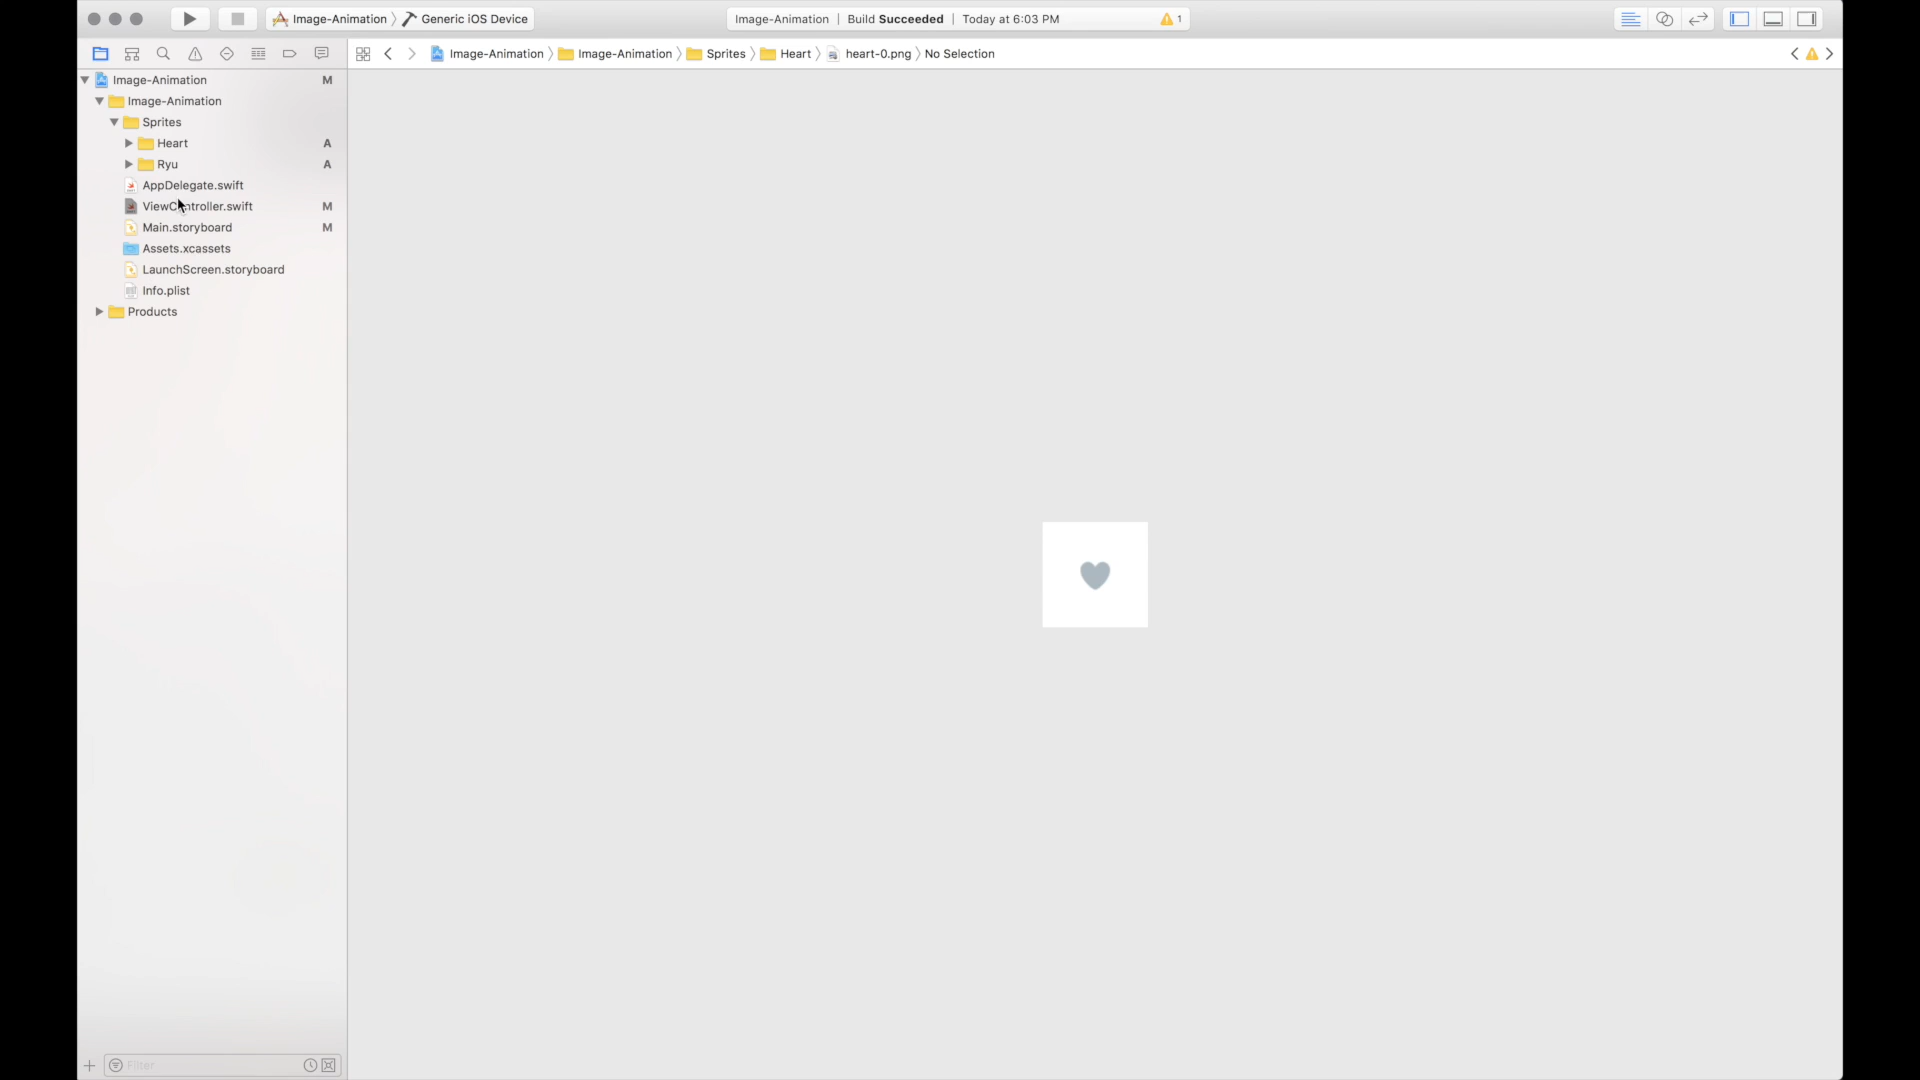 Image-Animation 〉 Generic iOS Device
Image-Animation | Build Succeeded | Today at 6:03 PM
1
Image-Animation 〉 Image-Animation 〉 Sprites 〉 Heart 〉 heart-0.png 〉 No Selection
Image-Animation M
Image-Animation
Sprites
Heart A
Ryu A
AppDelegate.swift
ViewController.swift M
Main.storyboard M
Assets.xcassets
LaunchScreen.storyboard
Info.plist
Products
Filter